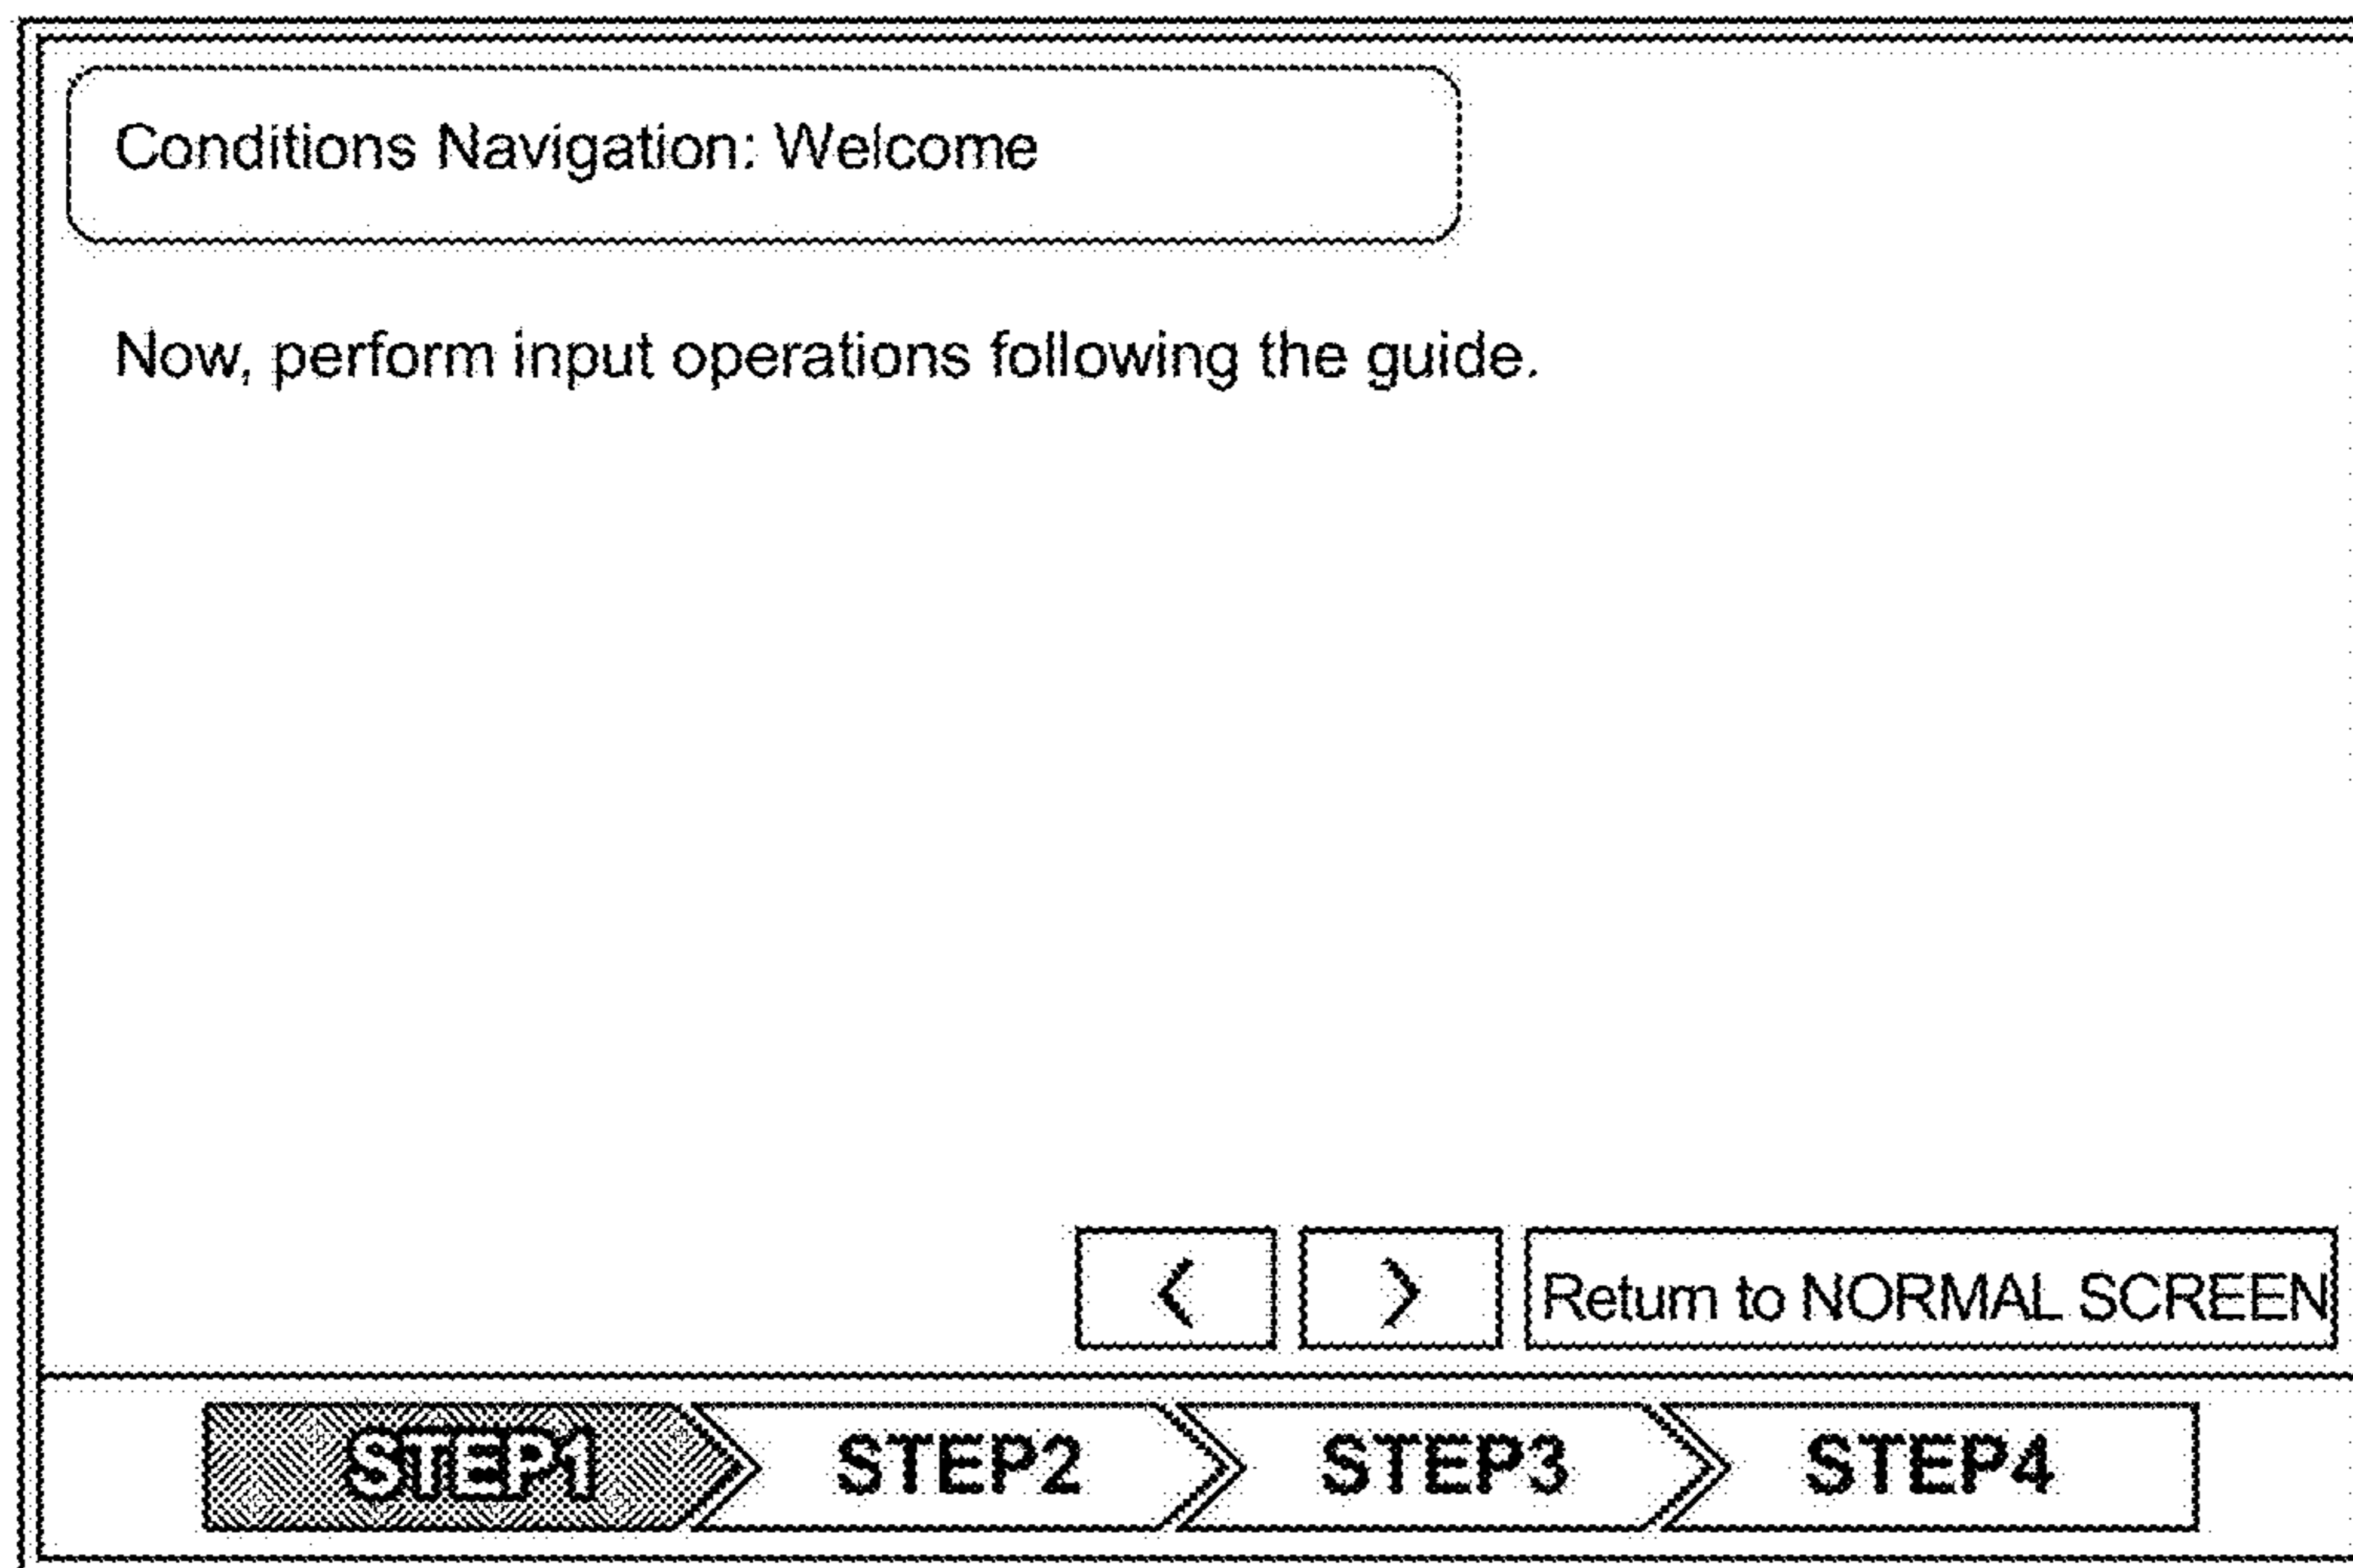 Conditions Navigation: Welcome
Now, perform input operations following the guide.
< > Return to NORMAL SCREEN
STEP1 STEP2 STEP3 STEP4